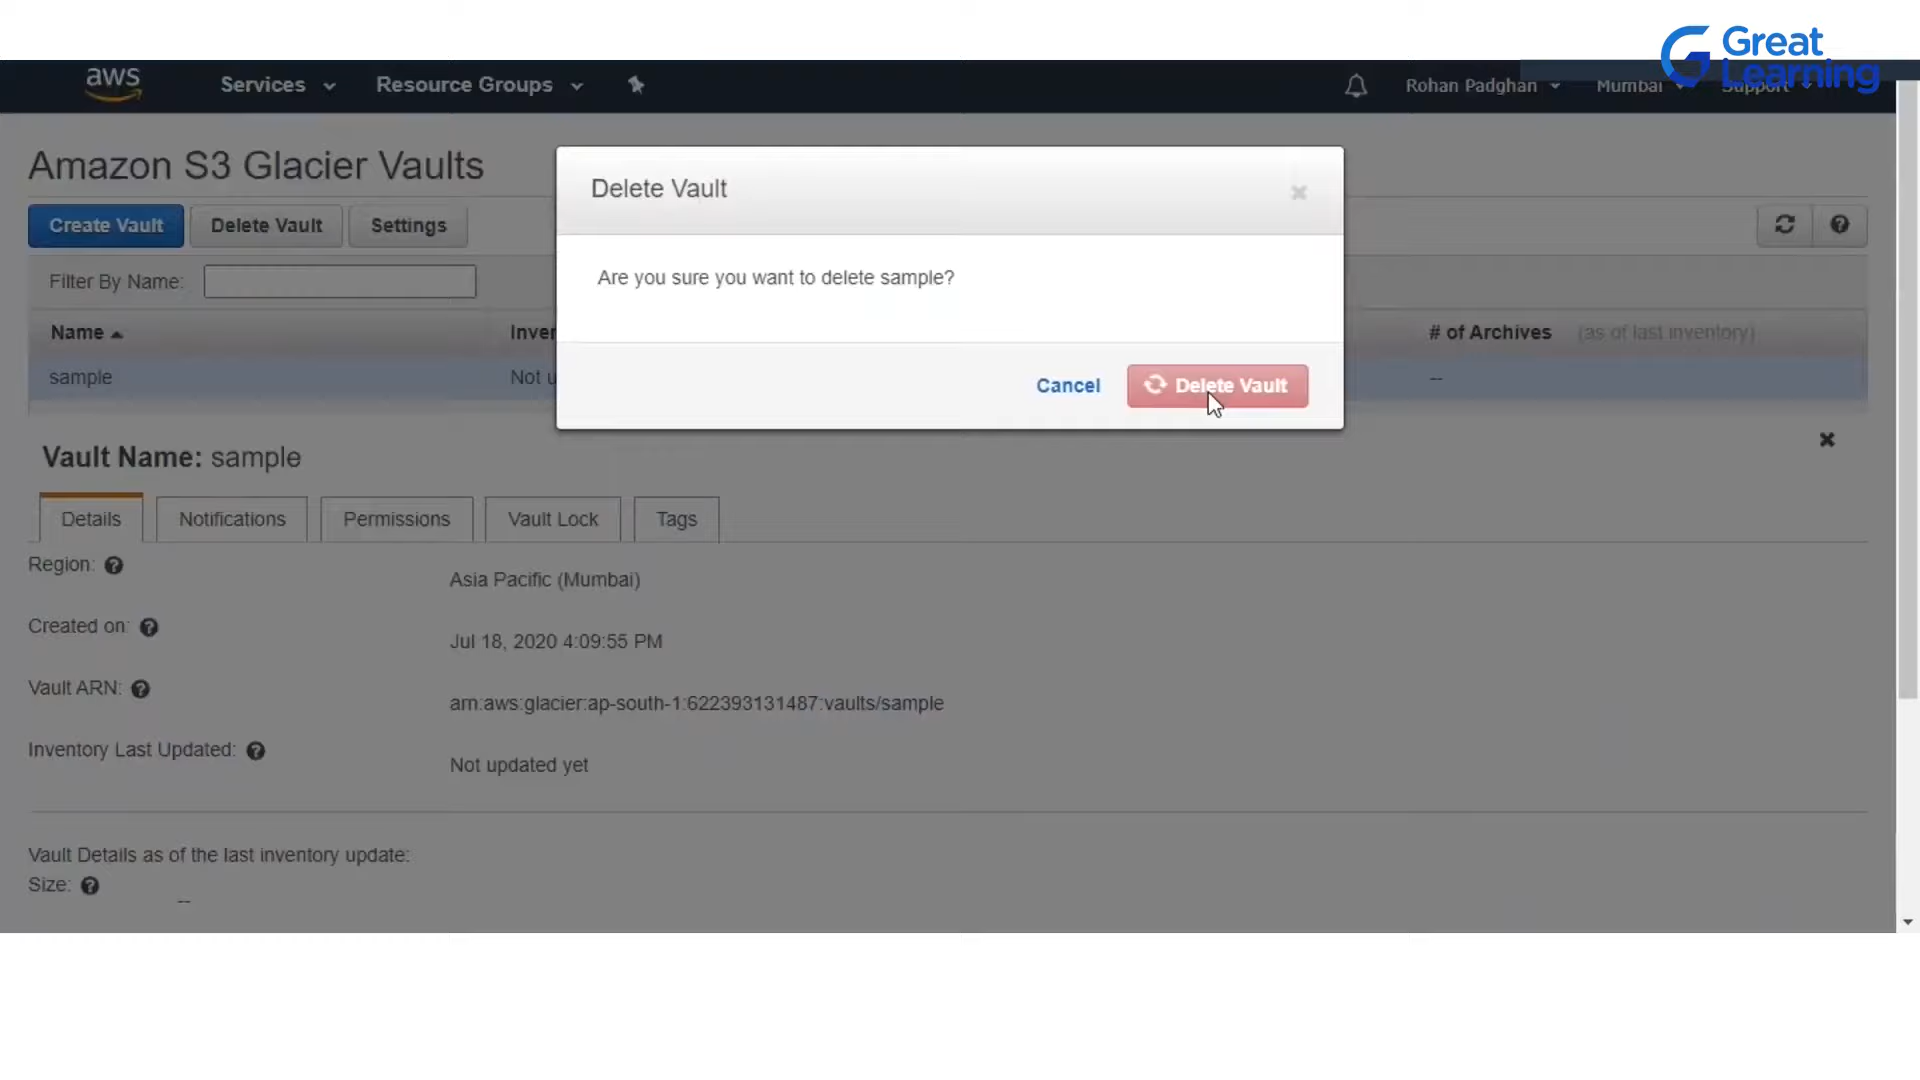 Great
Learning
aws
Services
Resource Groups
Rohan Padghan
Mumbai
Support
Amazon S3 Glacier Vaults
Create Vault
Delete Vault
Settings
Filter By Name:
Name
Inver
# of Archives (as of last inventory)
sample
Not u
--
Delete Vault
Are you sure you want to delete sample?
Cancel
Delete Vault
Vault Name: sample
Details
Notifications
Permissions
Vault Lock
Tags
Region:
Asia Pacific (Mumbai)
Created on:
Jul 18, 2020 4:09:55 PM
Vault ARN:
arn:aws:glacier:ap-south-1:622393131487:vaults/sample
Inventory Last Updated:
Not updated yet
Vault Details as of the last inventory update:
Size:
--